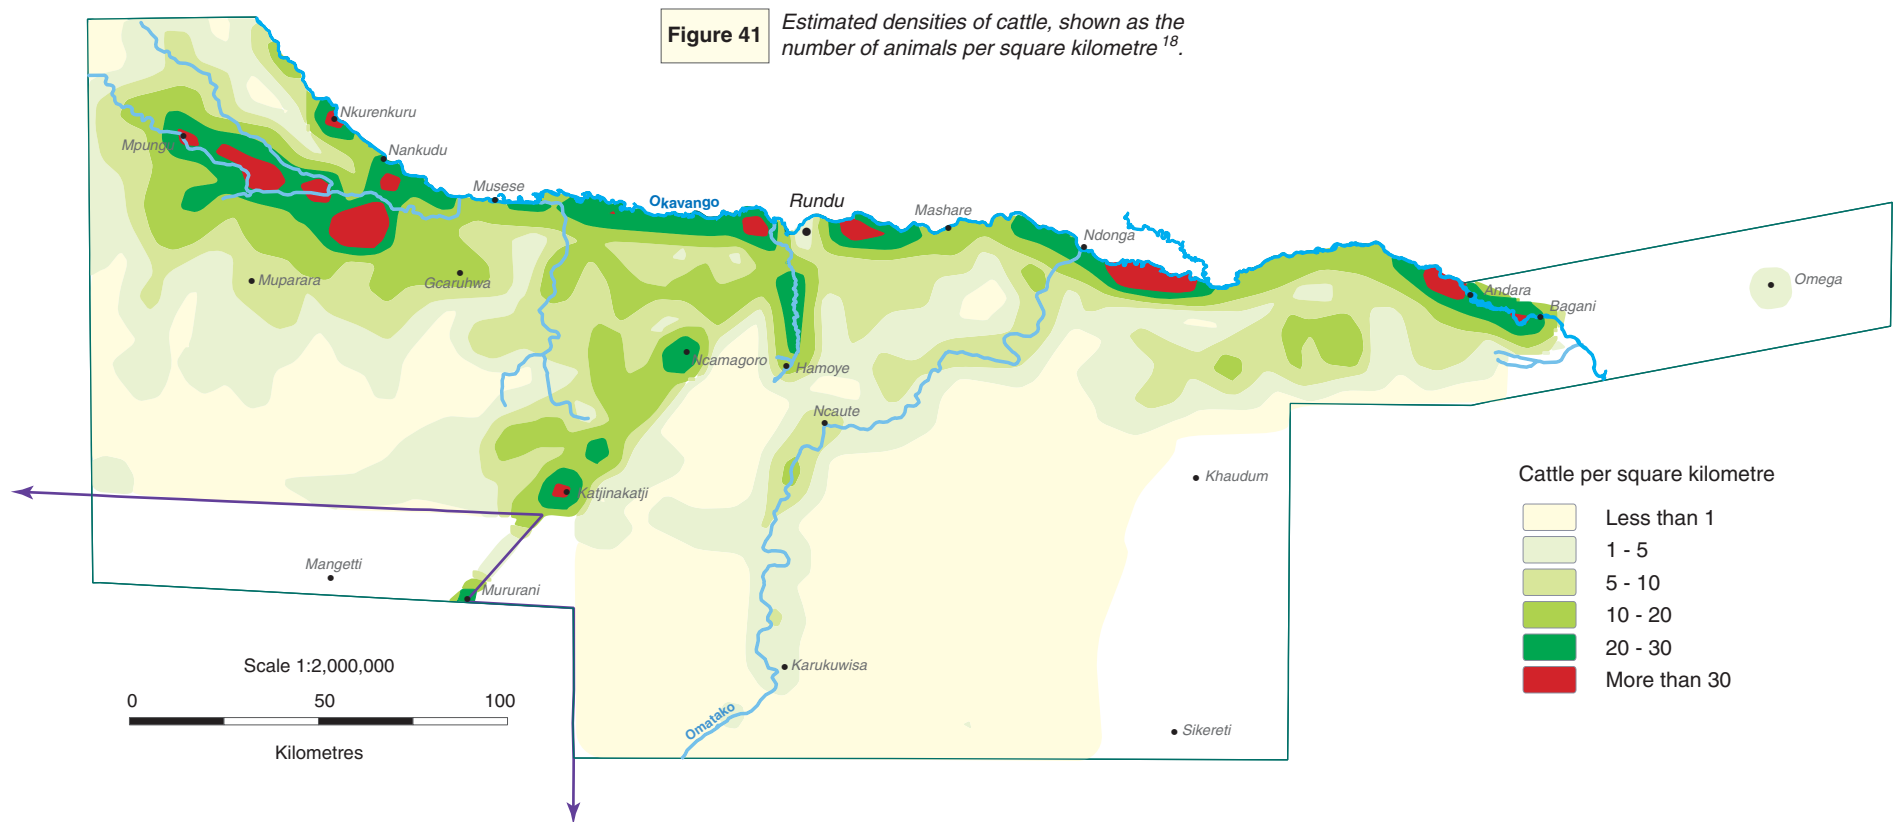 Figure 41
Estimated densities of cattle, shown as the
number of animals per square kilometre 18.
Nkurenkuru
Mpungu
Nankudu
Musese
Okavango
Rundu
Mashare
Ndonga
Muparara
Gcaruhwa
Andara
Bagani
Omega
Ncamagoro
Hamoye
Ncaute
Katjinakatji
Khaudum
Mangetti
Mururani
Karukuwisa
Omatako
Sikereti
Scale 1:2,000,000
0 50 100
Kilometres
Cattle per square kilometre
Less than 1
1 - 5
5 - 10
10 - 20
20 - 30
More than 30